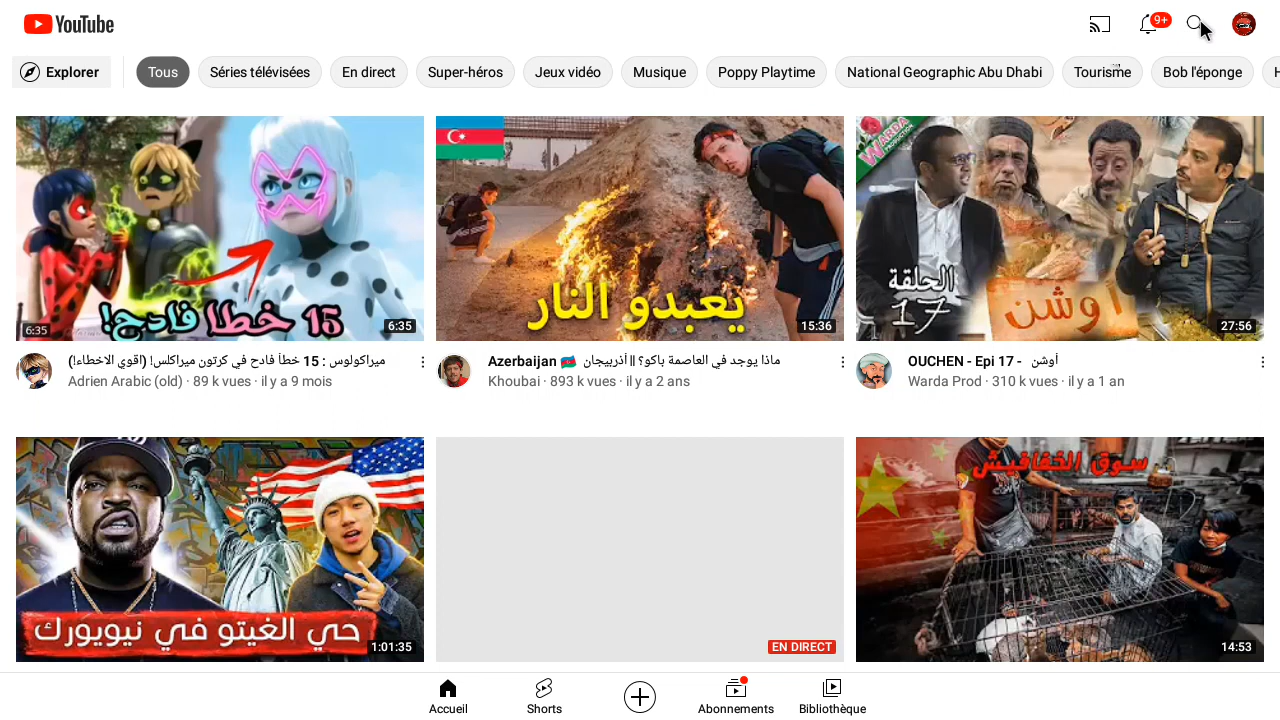 YouTube
9+
Explorer
Tous
Séries télévisées
En direct
Super-héros
Jeux vidéo
Musique
Poppy Playtime
National Geographic Abu Dhabi
Tourisme
Bob l'éponge
H
15 خطا فادح!
6:35
6:35
يعبدو النار
15:36
WARDA
PRODUCTION
الحلقة
17
أوشن
27:56
ميراكولوس : 15 خطأ فادح في كرتون ميراكلس! (اقوي الاخطاء!)
Adrien Arabic (old) · 89 k vues · il y a 9 mois
Azerbaijan 🇦🇿 ماذا يوجد في العاصمة باكو؟ || أذربيجان
Khoubai · 893 k vues · il y a 2 ans
OUCHEN - Epi 17 - أوشن
Warda Prod · 310 k vues · il y a 1 an
حي الغيتو في نيويورك
1:01:35
EN DIRECT
سوق الخفافيش
14:53
Accueil
Shorts
Abonnements
Bibliothèque